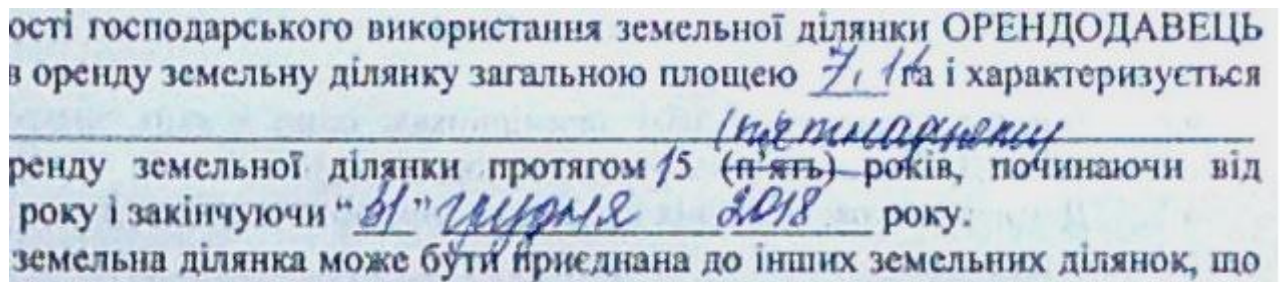 ості господарського використання земельної ділянки ОРЕНДОДАВЕЦЬ
в оренду земельну ділянку загальною площею 7,11 га і характеризується
(п'ятнадцяти
ренду земельної ділянки протягом 15 (п'ять) років, починаючи від
року і закінчуючи "31" грудня 2018 року.
земельна ділянка може бути приєднана до інших земельних ділянок, що